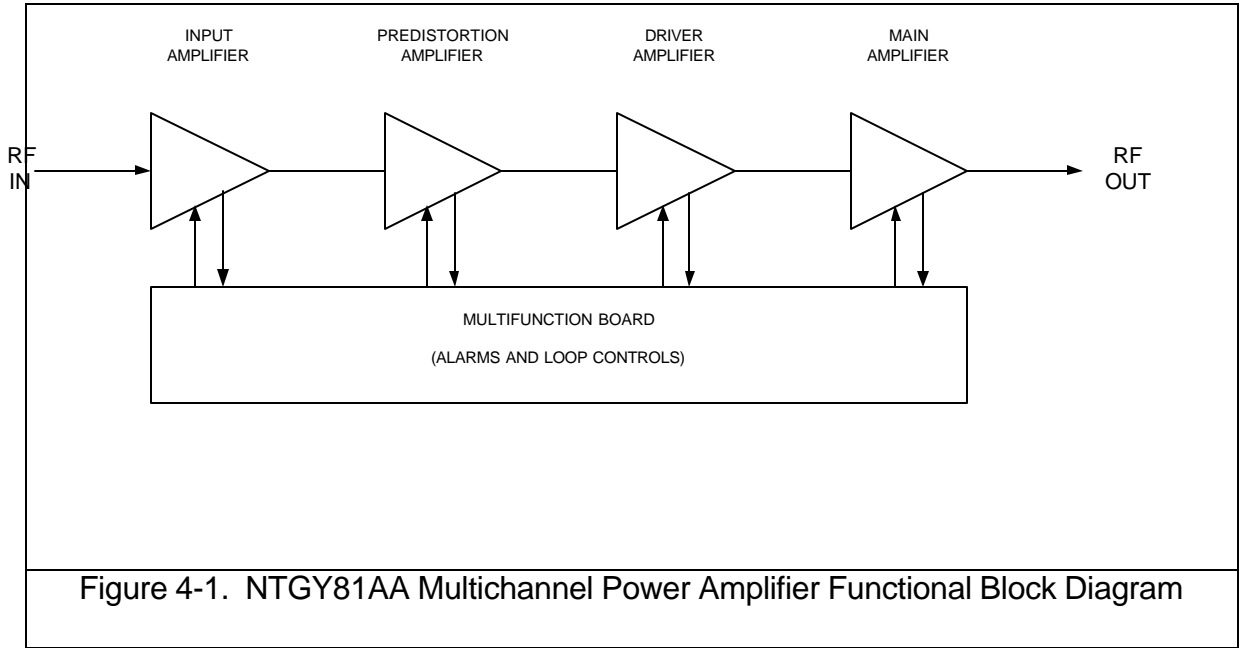 INPUT
AMPLIFIER
PREDISTORTION
AMPLIFIER
DRIVER
AMPLIFIER
MAIN
AMPLIFIER
RF
IN
RF
OUT
MULTIFUNCTION BOARD
(ALARMS AND LOOP CONTROLS)
Figure 4-1. NTGY81AA Multichannel Power Amplifier Functional Block Diagram